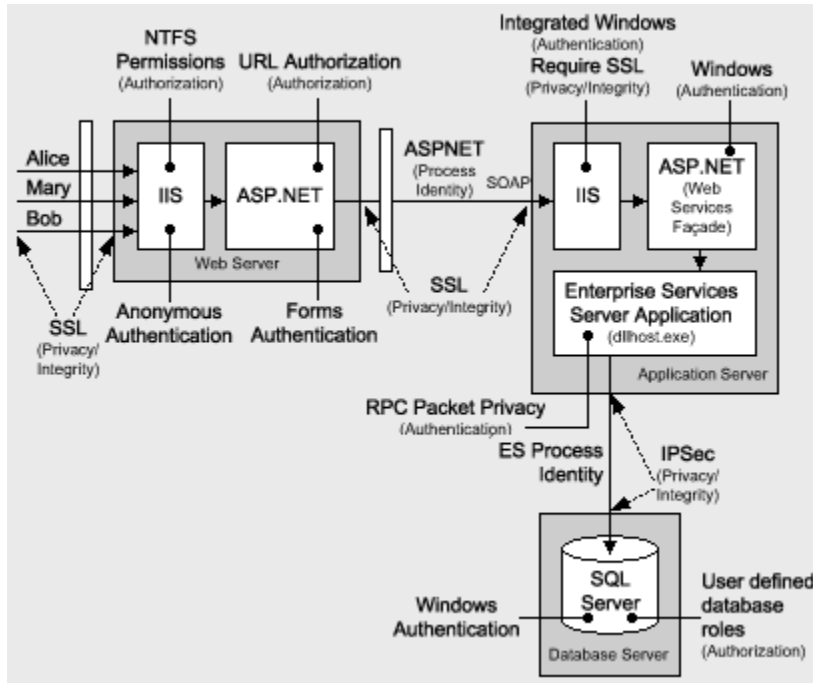 NTFS
Permissions
(Authorization)
URL Authorization
(Authorization)
Integrated Windows
(Authentication)
Require SSL
(Privacy/Integrity)
Windows
(Authentication)
Alice
Mary
Bob
IIS
ASP.NET
Web Server
ASPNET
(Process
Identity)
SOAP
IIS
ASP.NET
(Web
Services
Façade)
SSL
(Privacy/
Integrity)
Anonymous
Authentication
Forms
Authentication
SSL
(Privacy/Integrity)
Enterprise Services
Server Application
(dllhost.exe)
Application Server
RPC Packet Privacy
(Authentication)
ES Process
Identity
IPSec
(Privacy/
Integrity)
SQL
Server
Windows
Authentication
User defined
database
roles
(Authorization)
Database Server